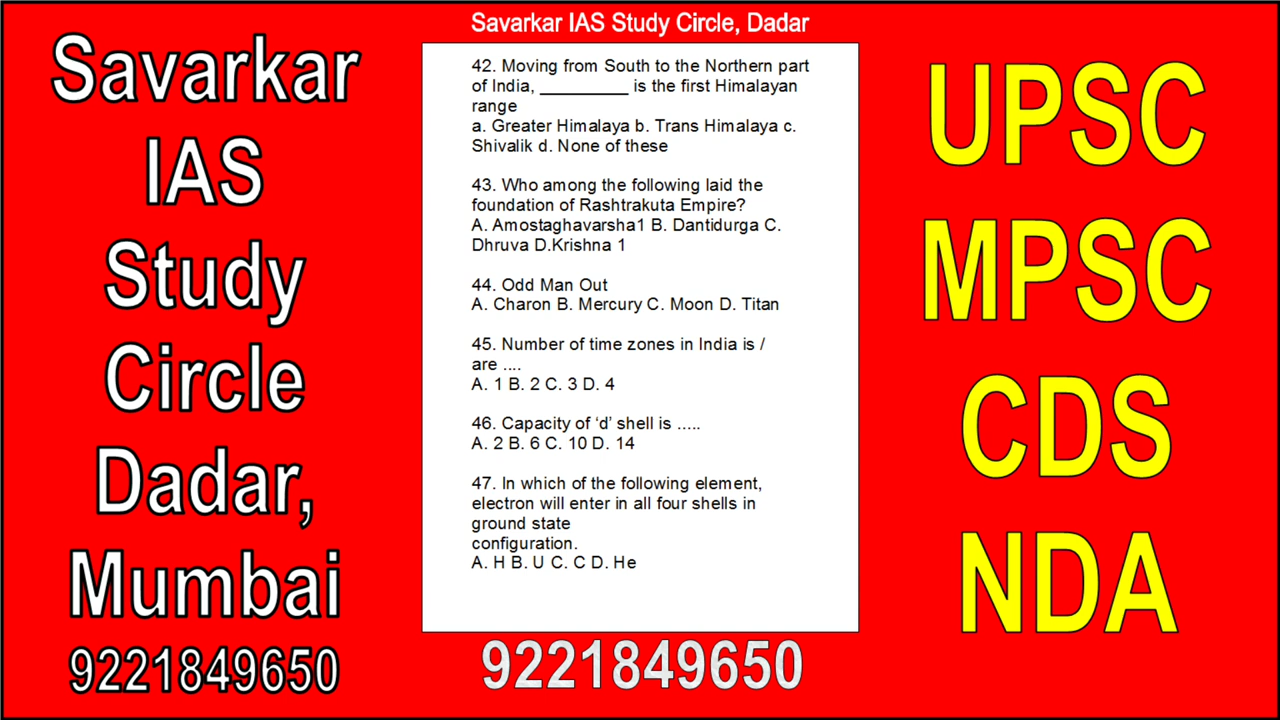 Savarkar IAS Study Circle, Dadar
Savarkar
IAS
Study
Circle
Dadar,
Mumbai
9221849650
42. Moving from South to the Northern part
of India, _________ is the first Himalayan
range
a. Greater Himalaya b. Trans Himalaya c.
Shivalik d. None of these
43. Who among the following laid the
foundation of Rashtrakuta Empire?
A. Amostaghavarsha1 B. Dantidurga C.
Dhruva D.Krishna 1
44. Odd Man Out
A. Charon B. Mercury C. Moon D. Titan
45. Number of time zones in India is /
are ....
A. 1 B. 2 C. 3 D. 4
46. Capacity of ‘d’ shell is .....
A. 2 B. 6 C. 10 D. 14
47. In which of the following element,
electron will enter in all four shells in
ground state
configuration.
A. H B. U C. C D. He
9221849650
UPSC
MPSC
CDS
NDA